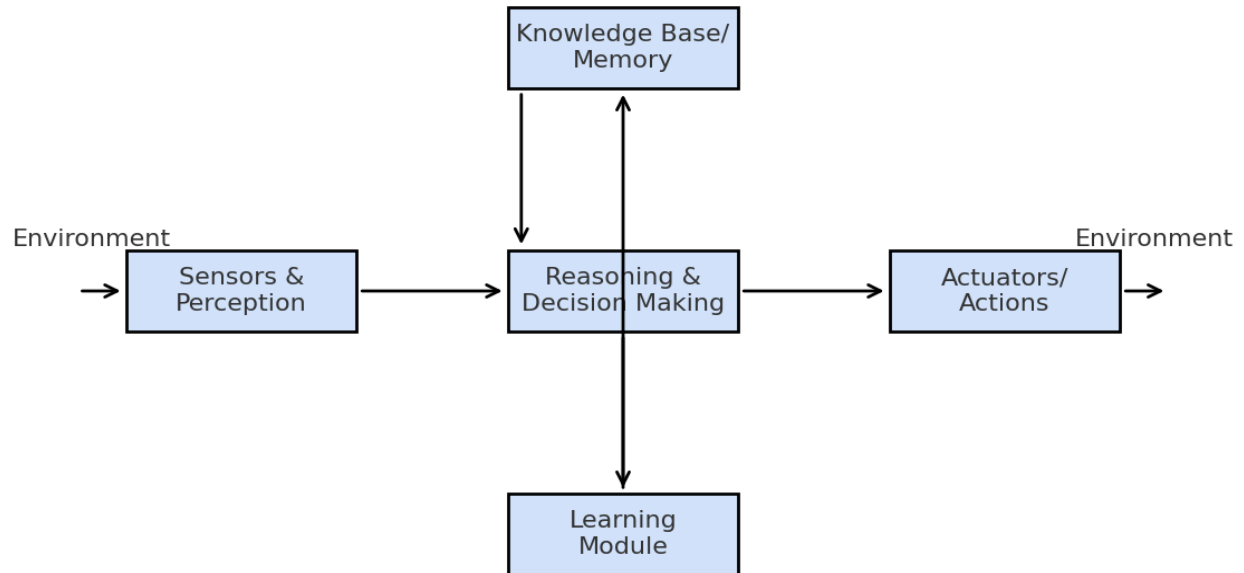 Knowledge Base/
Memory
Environment
Environment
Sensors &
Perception
Reasoning &
Decision Making
Actuators/
Actions
Learning
Module